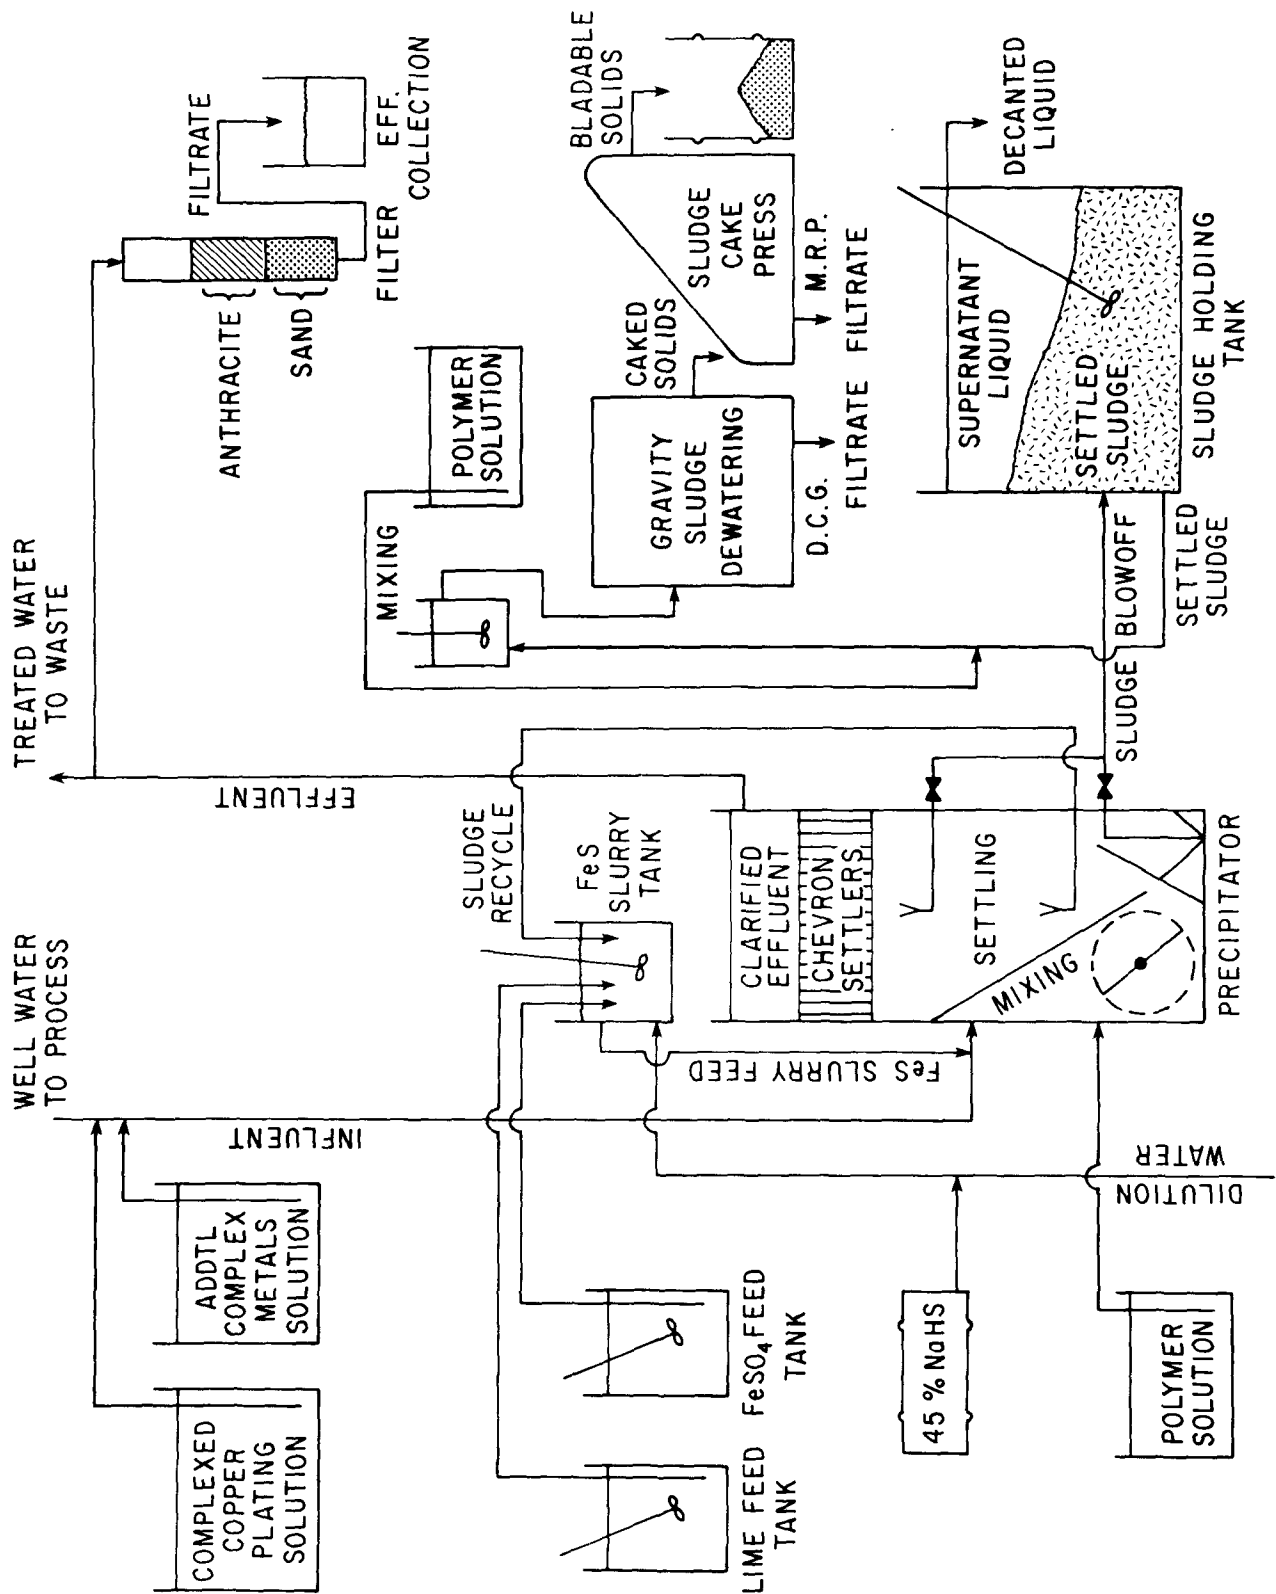 WELL WATER
TO PROCESS
TREATED WATER
TO WASTE
COMPLEXED
COPPER
PLATING
SOLUTION
ADDTL
COMPLEX
METALS
SOLUTION
INFLUENT
EFFLUENT
ANTHRACITE
SAND
FILTER
FILTRATE
EFF.
COLLECTION
LIME FEED
TANK
FeSO4 FEED
TANK
SLUDGE
RECYCLE
FeS
SLURRY
TANK
FeS SLURRY FEED
MIXING
POLYMER
SOLUTION
GRAVITY
SLUDGE
DEWATERING
D.C.G.
FILTRATE
CAKED
SOLIDS
SLUDGE
CAKE
PRESS
M.R.P.
FILTRATE
BLADABLE
SOLIDS
45 % NaHS
DILUTION
WATER
POLYMER
SOLUTION
CLARIFIED
EFFLUENT
CHEVRON
SETTLERS
SETTLING
MIXING
PRECIPITATOR
SLUDGE BLOWOFF
SETTLED
SLUDGE
SUPERNATANT
LIQUID
SETTLED
SLUDGE
SLUDGE HOLDING
TANK
DECANTED
LIQUID